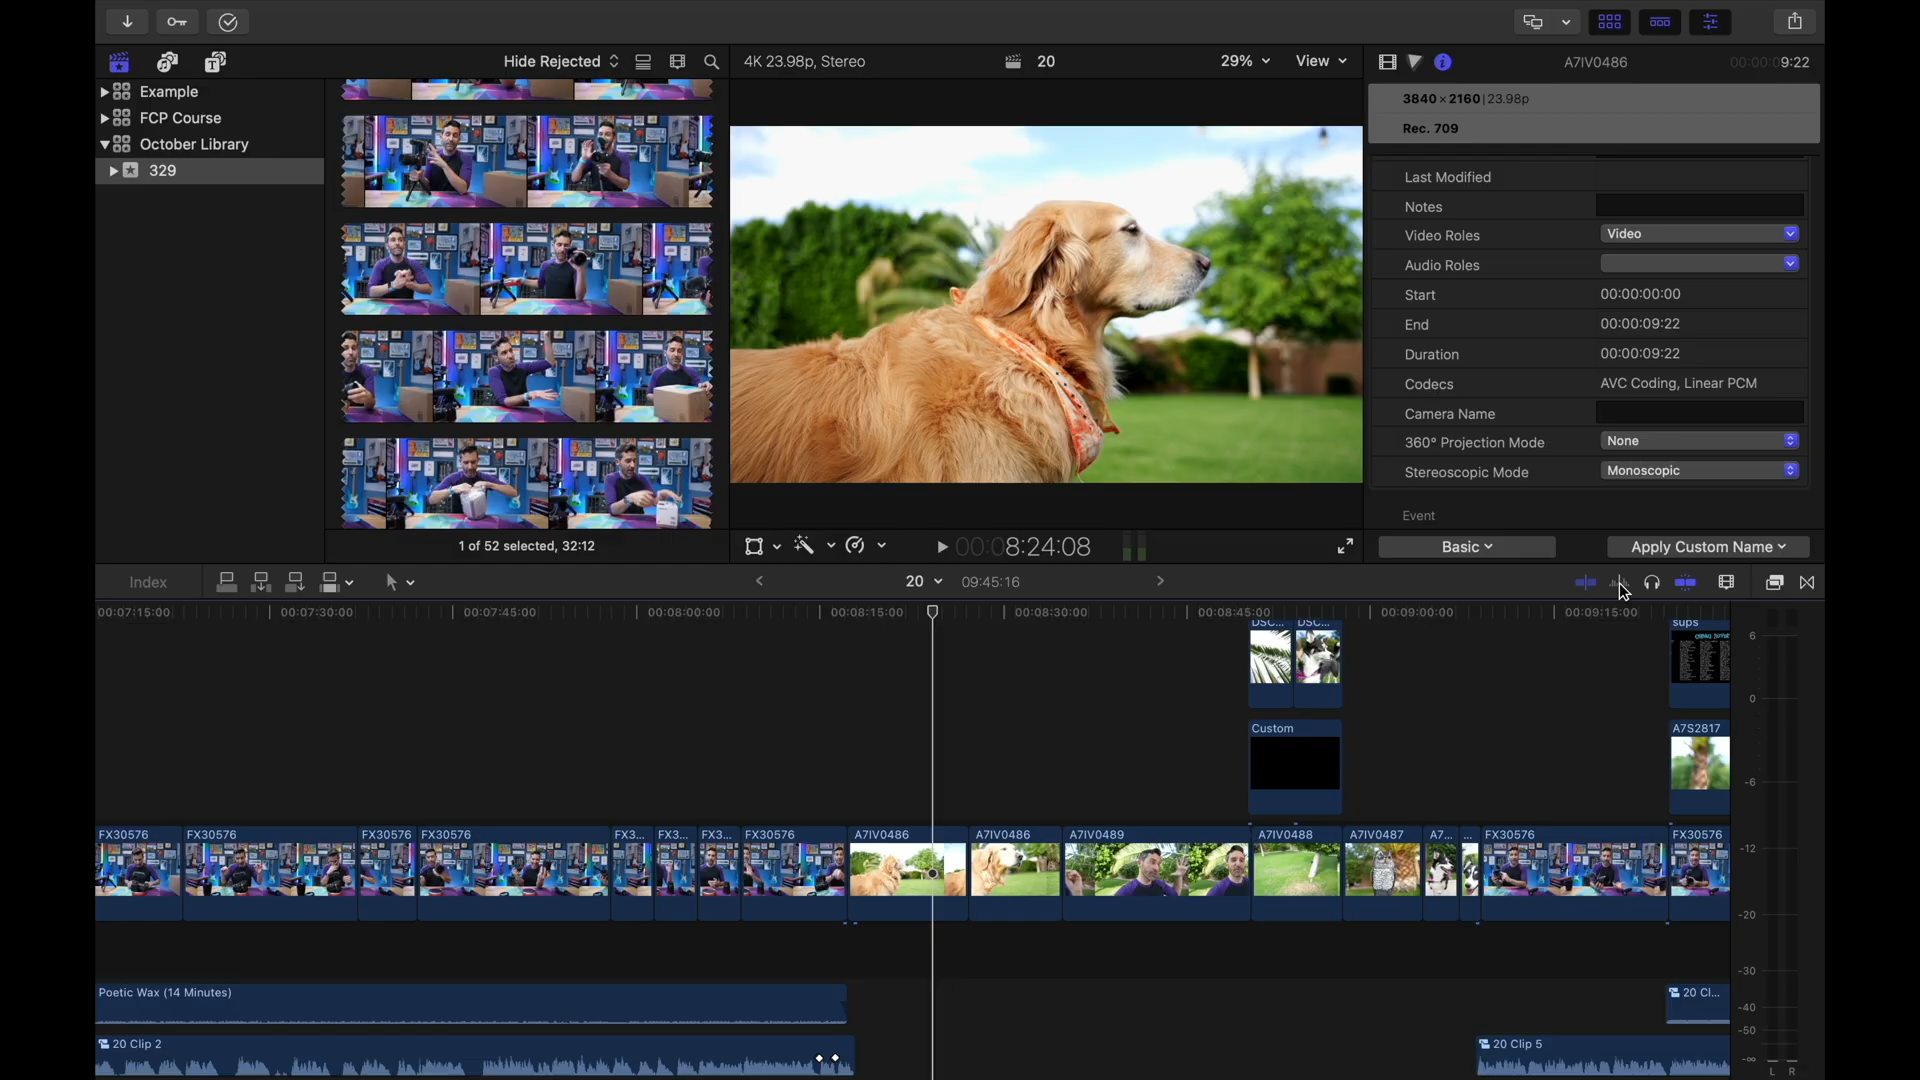 Hide Rejected
4K 23.98p, Stereo
20
29%
View
A7IV0486
00:00:09:22
Example
FCP Course
October Library
329
3840 × 2160 | 23.98p
Rec. 709
Last Modified
Notes
Video Roles
Video
Audio Roles
Start
00:00:00:00
End
00:00:09:22
Duration
00:00:09:22
Codecs
AVC Coding, Linear PCM
Camera Name
360° Projection Mode
None
Stereoscopic Mode
Monoscopic
Event
1 of 52 selected, 32:12
00:08:24:08
Basic
Apply Custom Name
Index
20
09:45:16
00:07:15:00
00:07:30:00
00:07:45:00
00:08:00:00
00:08:15:00
00:08:30:00
00:08:45:00
00:09:00:00
00:09:15:00
DSC...
DSC...
sups
6
0
Custom
A7S2817
-6
FX30576
FX30576
FX30576
FX30576
FX3...
FX3...
FX3...
FX30576
A7IV0486
A7IV0486
A7IV0489
A7IV0488
A7IV0487
A7...
...
FX30576
FX30576
-12
-20
-30
Poetic Wax (14 Minutes)
20 Cl...
-40
-50
20 Clip 2
20 Clip 5
-∞
L R